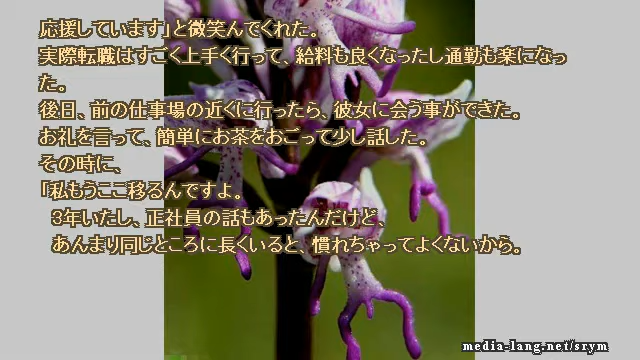 応援しています」と微笑んでくれた。
実際転職はすごく上手く行って、給料も良くなったし通勤も楽になっ
た。
後日、前の仕事場の近くに行ったら、彼女に会う事ができた。
お礼を言って、簡単にお茶をおごって少し話した。
その時に、
「私もうここ移るんですよ。
3年いたし、正社員の話もあったんだけど、
あんまり同じところに長くいると、慣れちゃってよくないから。
media-lang.net/srym